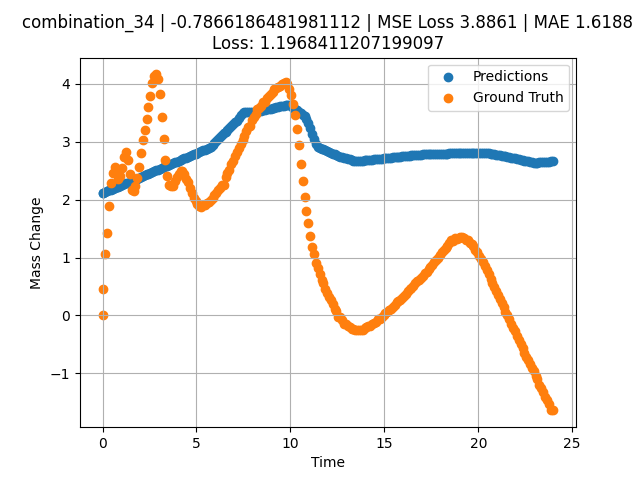 combination_34 | -0.7866186481981112 | MSE Loss 3.8861 | MAE 1.6188
Loss: 1.1968411207199097
Predictions
Ground Truth
Mass Change
4
3
2
1
0
−1
0 5 10 15 20 25
Time